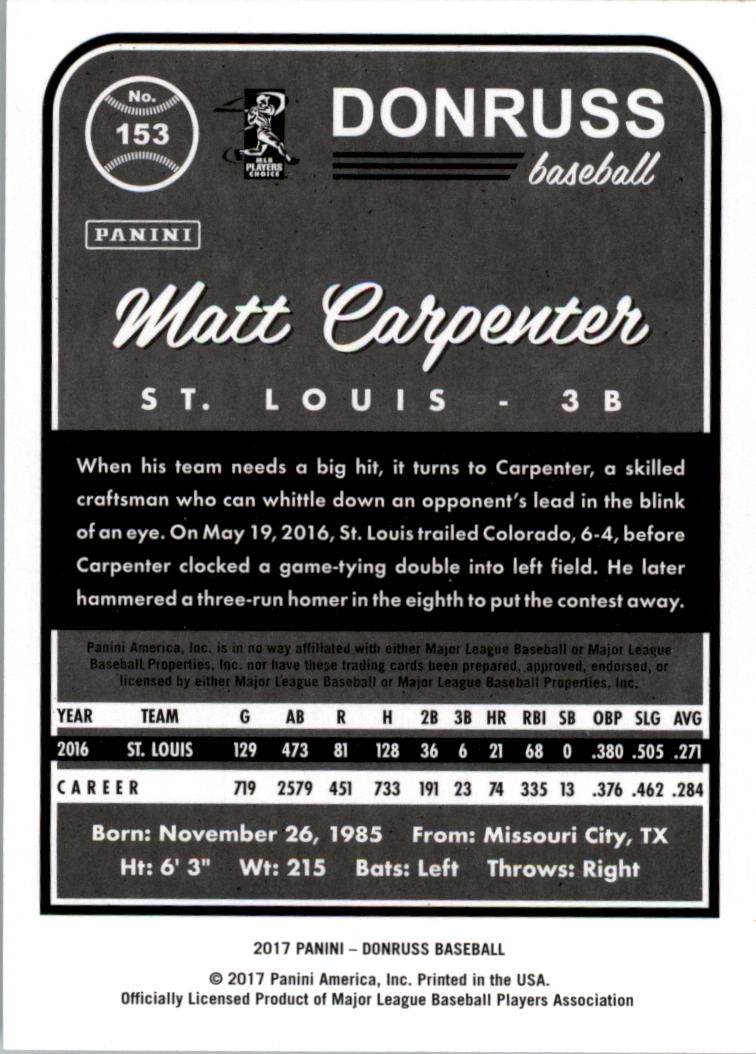 No.
153
MLB
PLAYERS
CHOICE
DONRUSS
baseball
PANINI
Matt Carpenter
ST. LOUIS - 3B
When his team needs a big hit, it turns to Carpenter, a skilled
craftsman who can whittle down an opponent's lead in the blink
of an eye. On May 19, 2016, St. Louis trailed Colorado, 6-4, before
Carpenter clocked a game-tying double into left field. He later
hammered a three-run homer in the eighth to put the contest away.
Panini America, Inc. is in no way affiliated with either Major League Baseball or Major League
Baseball Properties, Inc. nor have these trading cards been prepared, approved, endorsed, or
licensed by either Major League Baseball or Major League Baseball Properties, Inc.
YEAR TEAM G AB R H 2B 3B HR RBI SB OBP SLG AVG
2016 ST. LOUIS 129 473 81 128 36 6 21 68 0 .380 .505 .271
CAREER 719 2579 451 733 191 23 74 335 13 .376 .462 .284
Born: November 26, 1985 From: Missouri City, TX
Ht: 6' 3" Wt: 215 Bats: Left Throws: Right
2017 PANINI – DONRUSS BASEBALL
© 2017 Panini America, Inc. Printed in the USA.
Officially Licensed Product of Major League Baseball Players Association